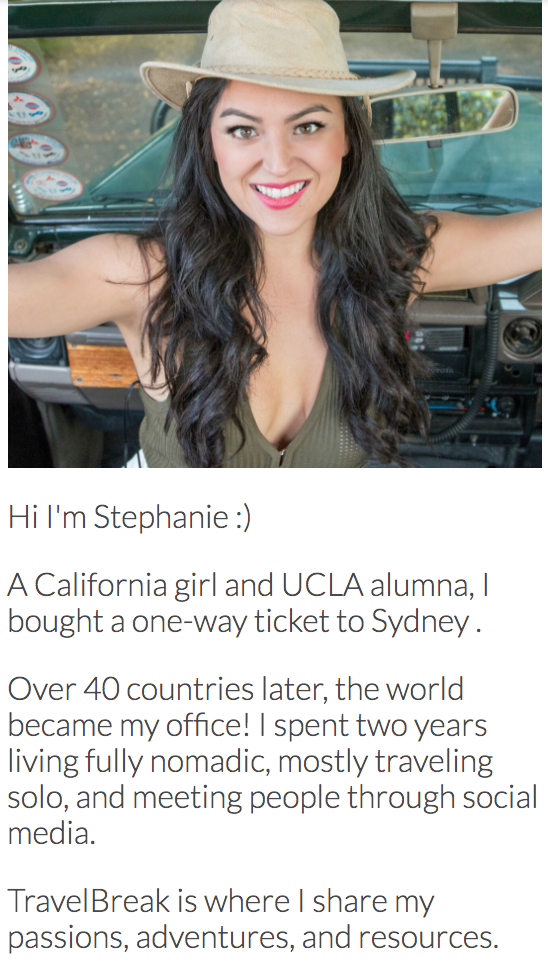 Hi I'm Stephanie :)
A California girl and UCLA alumna, I
bought a one-way ticket to Sydney .
Over 40 countries later, the world
became my office! I spent two years
living fully nomadic, mostly traveling
solo, and meeting people through social
media.
TravelBreak is where I share my
passions, adventures, and resources.